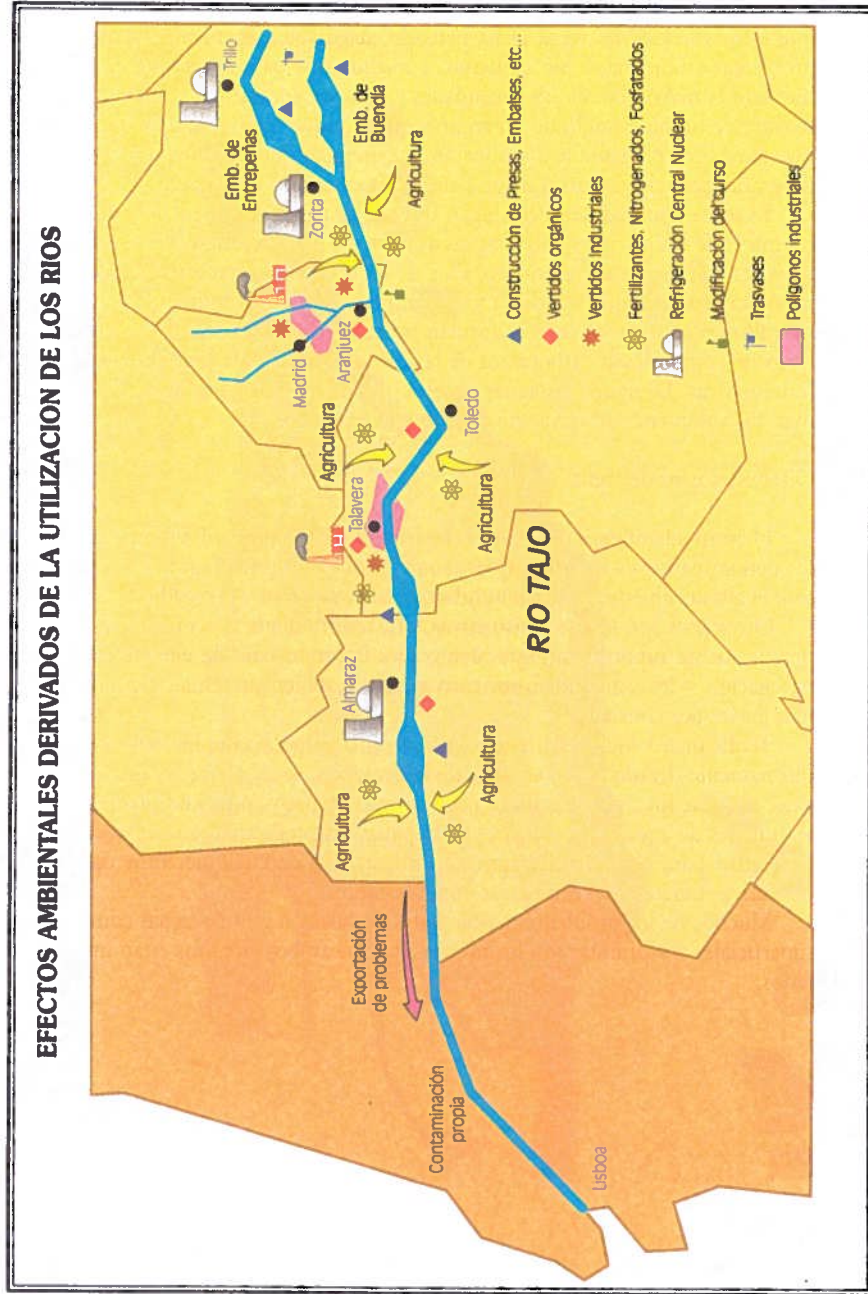 EFECTOS AMBIENTALES DERIVADOS DE LA UTILIZACION DE LOS RIOS
Trillo
Emb. de
Entrepeñas
Emb. de
Buendía
Zorita
Agricultura
Madrid
Aranjuez
Agricultura
Toledo
Talavera
Agricultura
RIO TAJO
Almaraz
Agricultura
Agricultura
Exportación
de problemas
Contaminación
propia
Lisboa
Construcción de Presas, Embalses, etc...
Vertidos orgánicos
Vertidos Industriales
Fertilizantes, Nitrogenados, Fosfatados
Refrigeración Central Nuclear
Modificación del curso
Trasvases
Polígonos industriales